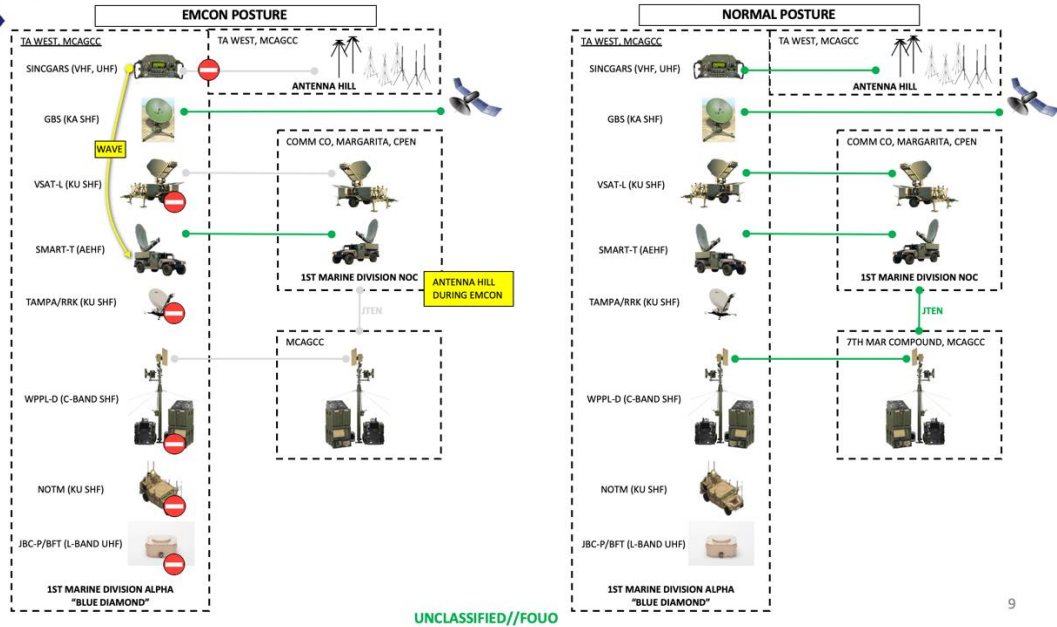 EMCON POSTURE
TA WEST, MCAGCC
TA WEST, MCAGCC
SINCGARS (VHF, UHF)
ANTENNA HILL
GBS (KA SHF)
WAVE
COMM CO, MARGARITA, CPEN
VSAT-L (KU SHF)
SMART-T (AEHF)
1ST MARINE DIVISION NOC
ANTENNA HILL
DURING EMCON
TAMPA/RRK (KU SHF)
JTEN
MCAGCC
WPPL-D (C-BAND SHF)
NOTM (KU SHF)
JBC-P/BFT (L-BAND UHF)
1ST MARINE DIVISION ALPHA
"BLUE DIAMOND"
NORMAL POSTURE
TA WEST, MCAGCC
TA WEST, MCAGCC
SINCGARS (VHF, UHF)
ANTENNA HILL
GBS (KA SHF)
COMM CO, MARGARITA, CPEN
VSAT-L (KU SHF)
SMART-T (AEHF)
1ST MARINE DIVISION NOC
TAMPA/RRK (KU SHF)
JTEN
7TH MAR COMPOUND, MCAGCC
WPPL-D (C-BAND SHF)
NOTM (KU SHF)
JBC-P/BFT (L-BAND UHF)
1ST MARINE DIVISION ALPHA
"BLUE DIAMOND"
UNCLASSIFIED//FOUO
9